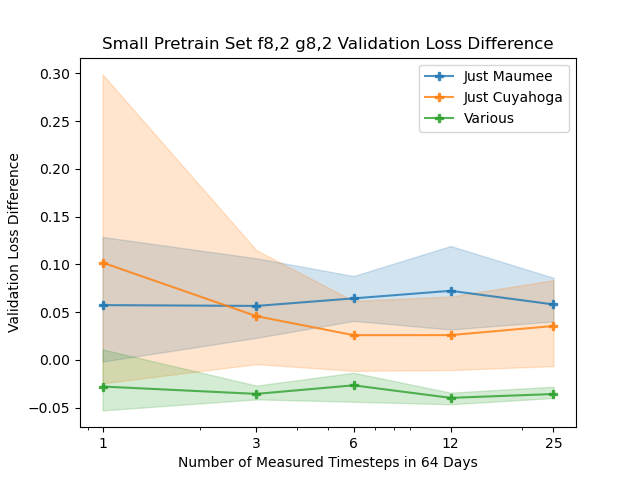 Small Pretrain Set f8,2 g8,2 Validation Loss Difference
Just Maumee
Just Cuyahoga
Various
Validation Loss Difference
0.30
0.25
0.20
0.15
0.10
0.05
0.00
−0.05
1
3
6
12
25
Number of Measured Timesteps in 64 Days